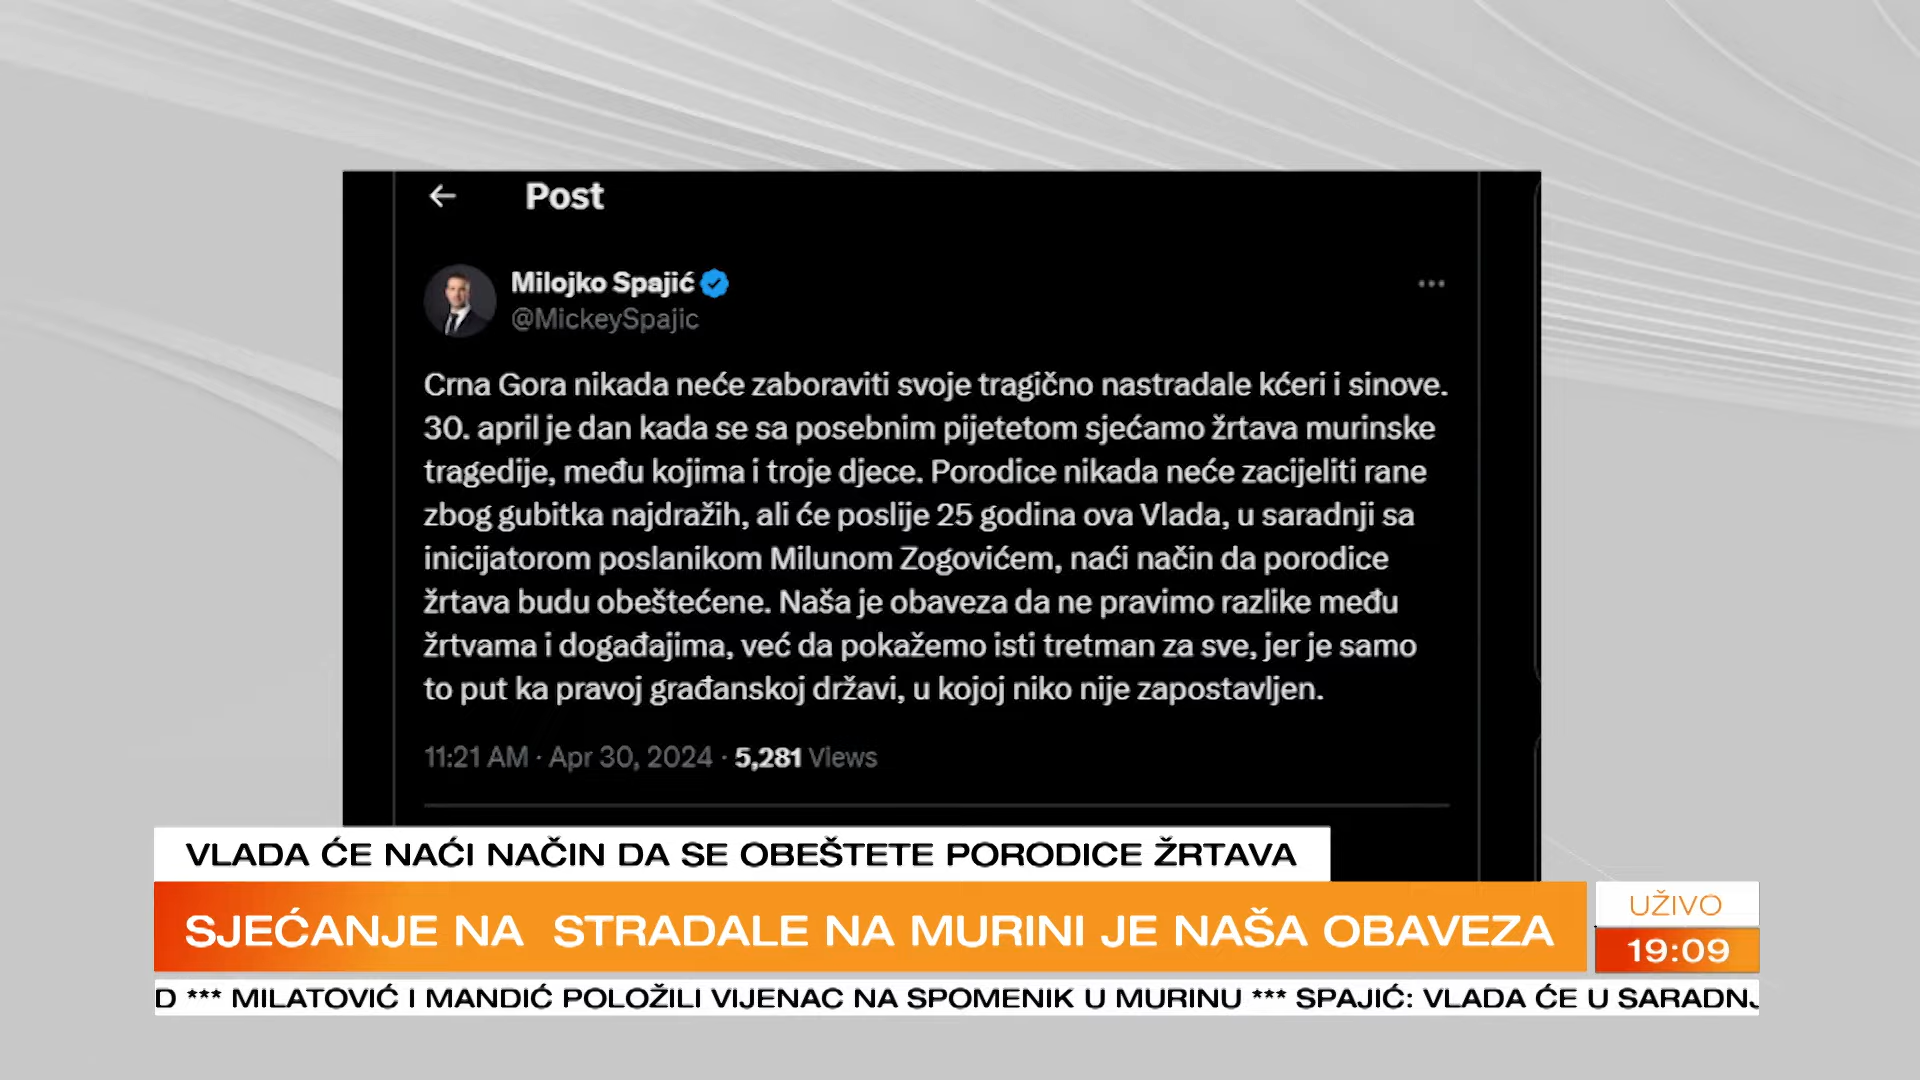 Post
Milojko Spajić
@MickeySpajic
Crna Gora nikada neće zaboraviti svoje tragično nastradale kćeri i sinove.
30. april je dan kada se sa posebnim pijetetom sjećamo žrtava murinske
tragedije, među kojima i troje djece. Porodice nikada neće zacijeliti rane
zbog gubitka najdražih, ali će poslije 25 godina ova Vlada, u saradnji sa
inicijatorom poslanikom Milunom Zogovićem, naći način da porodice
žrtava budu obeštećene. Naša je obaveza da ne pravimo razlike među
žrtvama i događajima, već da pokažemo isti tretman za sve, jer je samo
to put ka pravoj građanskoj državi, u kojoj niko nije zapostavljen.
11:21 AM · Apr 30, 2024 · 5,281 Views
VLADA ĆE NAĆI NAČIN DA SE OBEŠTETE PORODICE ŽRTAVA
SJEĆANJE NA STRADALE NA MURINI JE NAŠA OBAVEZA
UŽIVO
19:09
D *** MILATOVIĆ I MANDIĆ POLOŽILI VIJENAC NA SPOMENIK U MURINU *** SPAJIĆ: VLADA ĆE U SARADNJ